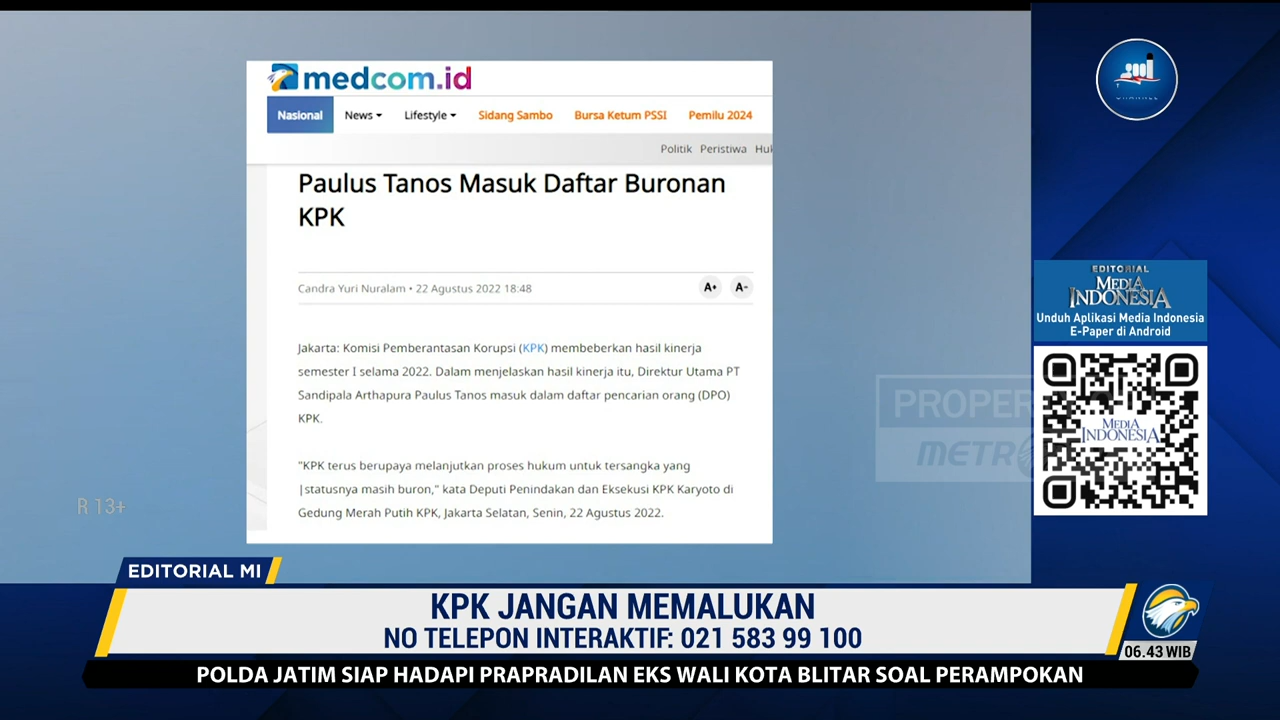 medcom.id
Nasional News Lifestyle Sidang Sambo Bursa Ketum PSSI Pemilu 2024
Politik Peristiwa Huk
Paulus Tanos Masuk Daftar Buronan
KPK
Candra Yuri Nuralam • 22 Agustus 2022 18:48
A+ A-
Jakarta: Komisi Pemberantasan Korupsi (KPK) membeberkan hasil kinerja
semester I selama 2022. Dalam menjelaskan hasil kinerja itu, Direktur Utama PT
Sandipala Arthapura Paulus Tanos masuk dalam daftar pencarian orang (DPO)
KPK.
"KPK terus berupaya melanjutkan proses hukum untuk tersangka yang
|statusnya masih buron," kata Deputi Penindakan dan Eksekusi KPK Karyoto di
Gedung Merah Putih KPK, Jakarta Selatan, Senin, 22 Agustus 2022.
R 13+
EDITORIAL
MEDIA
INDONESIA
Unduh Aplikasi Media Indonesia
E-Paper di Android
PROPER
METR
MEDIA
INDONESIA
EDITORIAL MI
KPK JANGAN MEMALUKAN
NO TELEPON INTERAKTIF: 021 583 99 100
06.43 WIB
POLDA JATIM SIAP HADAPI PRAPRADILAN EKS WALI KOTA BLITAR SOAL PERAMPOKAN